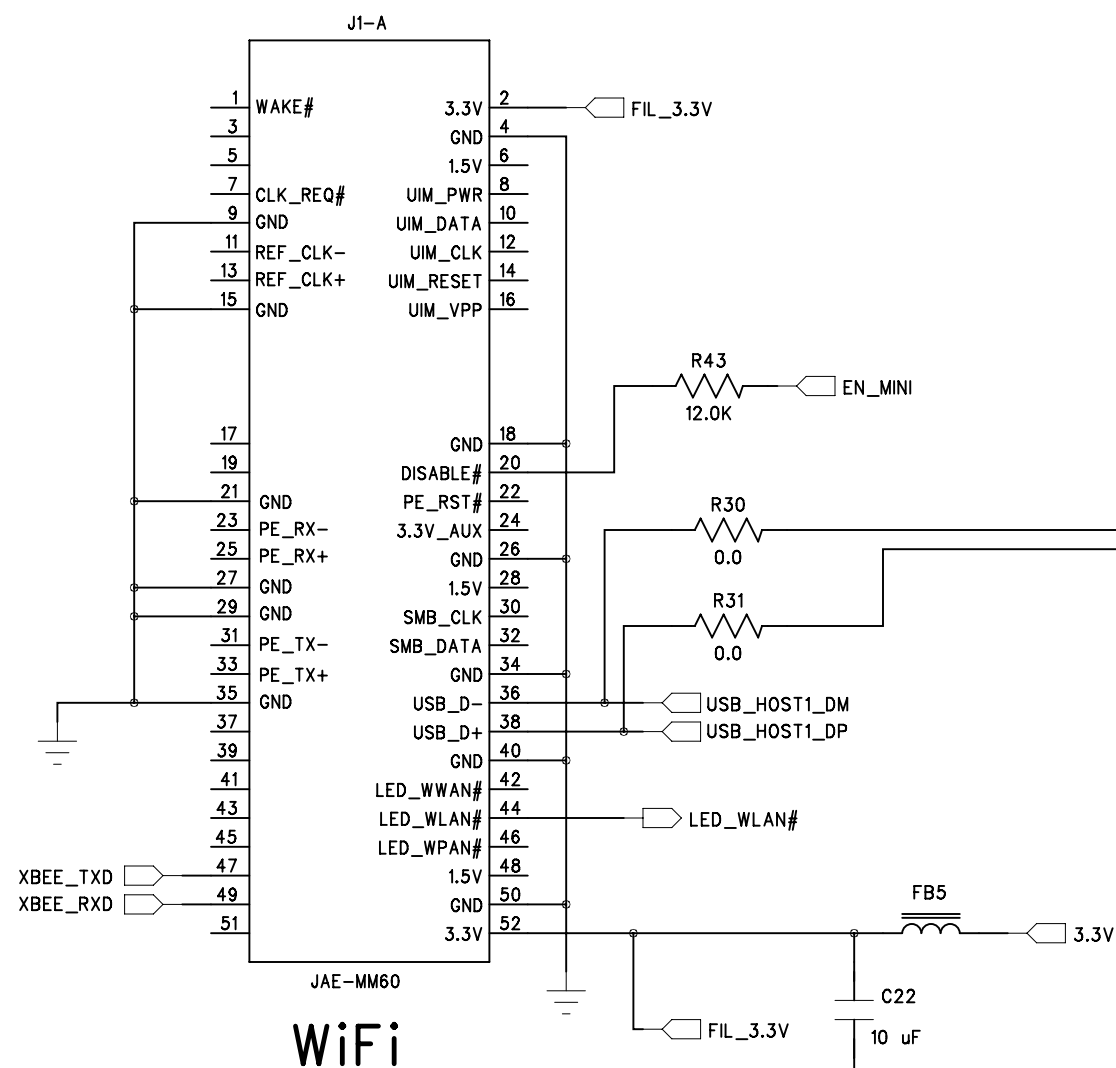 J1-A
1 WAKE# 3.3V 2 FIL_3.3V
3 GND 4
5 1.5V 6
7 CLK_REQ# UIM_PWR 8
9 GND UIM_DATA 10
11 REF_CLK- UIM_CLK 12
13 REF_CLK+ UIM_RESET 14
15 GND UIM_VPP 16
R43
EN_MINI
12.0K
17 GND 18
19 DISABLE# 20
21 GND PE_RST# 22
R30
23 PE_RX- 3.3V_AUX 24
25 PE_RX+ GND 26
0.0
27 GND 1.5V 28
R31
29 GND SMB_CLK 30
31 PE_TX- SMB_DATA 32
0.0
33 PE_TX+ GND 34
35 GND USB_D- 36 USB_HOST1_DM
37 USB_D+ 38 USB_HOST1_DP
39 GND 40
41 LED_WWAN# 42
43 LED_WLAN# 44 LED_WLAN#
45 LED_WPAN# 46
XBEE_TXD 47 1.5V 48
XBEE_RXD 49 GND 50
FB5
51 3.3V 52 3.3V
JAE-MM60
C22
FIL_3.3V
10 uF
WiFi